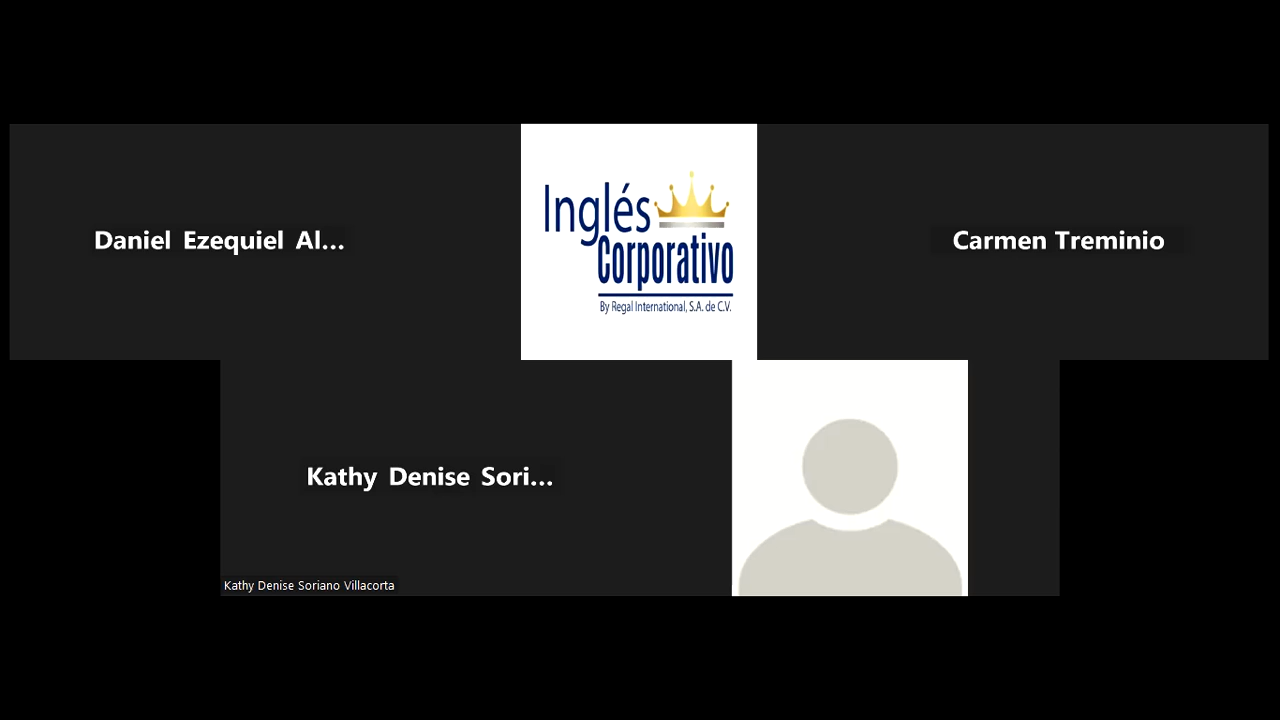 Daniel Ezequiel Al...
Inglés
Corporativo
By Regal International, S.A. de C.V.
Carmen Treminio
Kathy Denise Sori...
Kathy Denise Soriano Villacorta